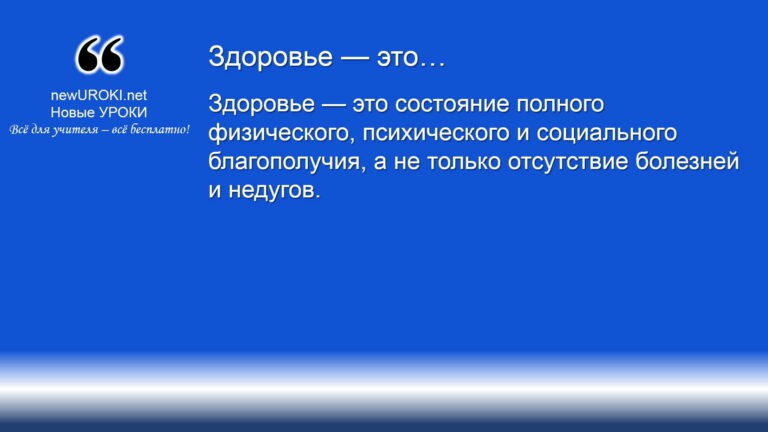 Здоровье — это…
Здоровье — это состояние полного
физического, психического и социального
благополучия, а не только отсутствие болезней
и недугов.
newUROKI.net
Новые УРОКИ
Всё для учителя – всё бесплатно!